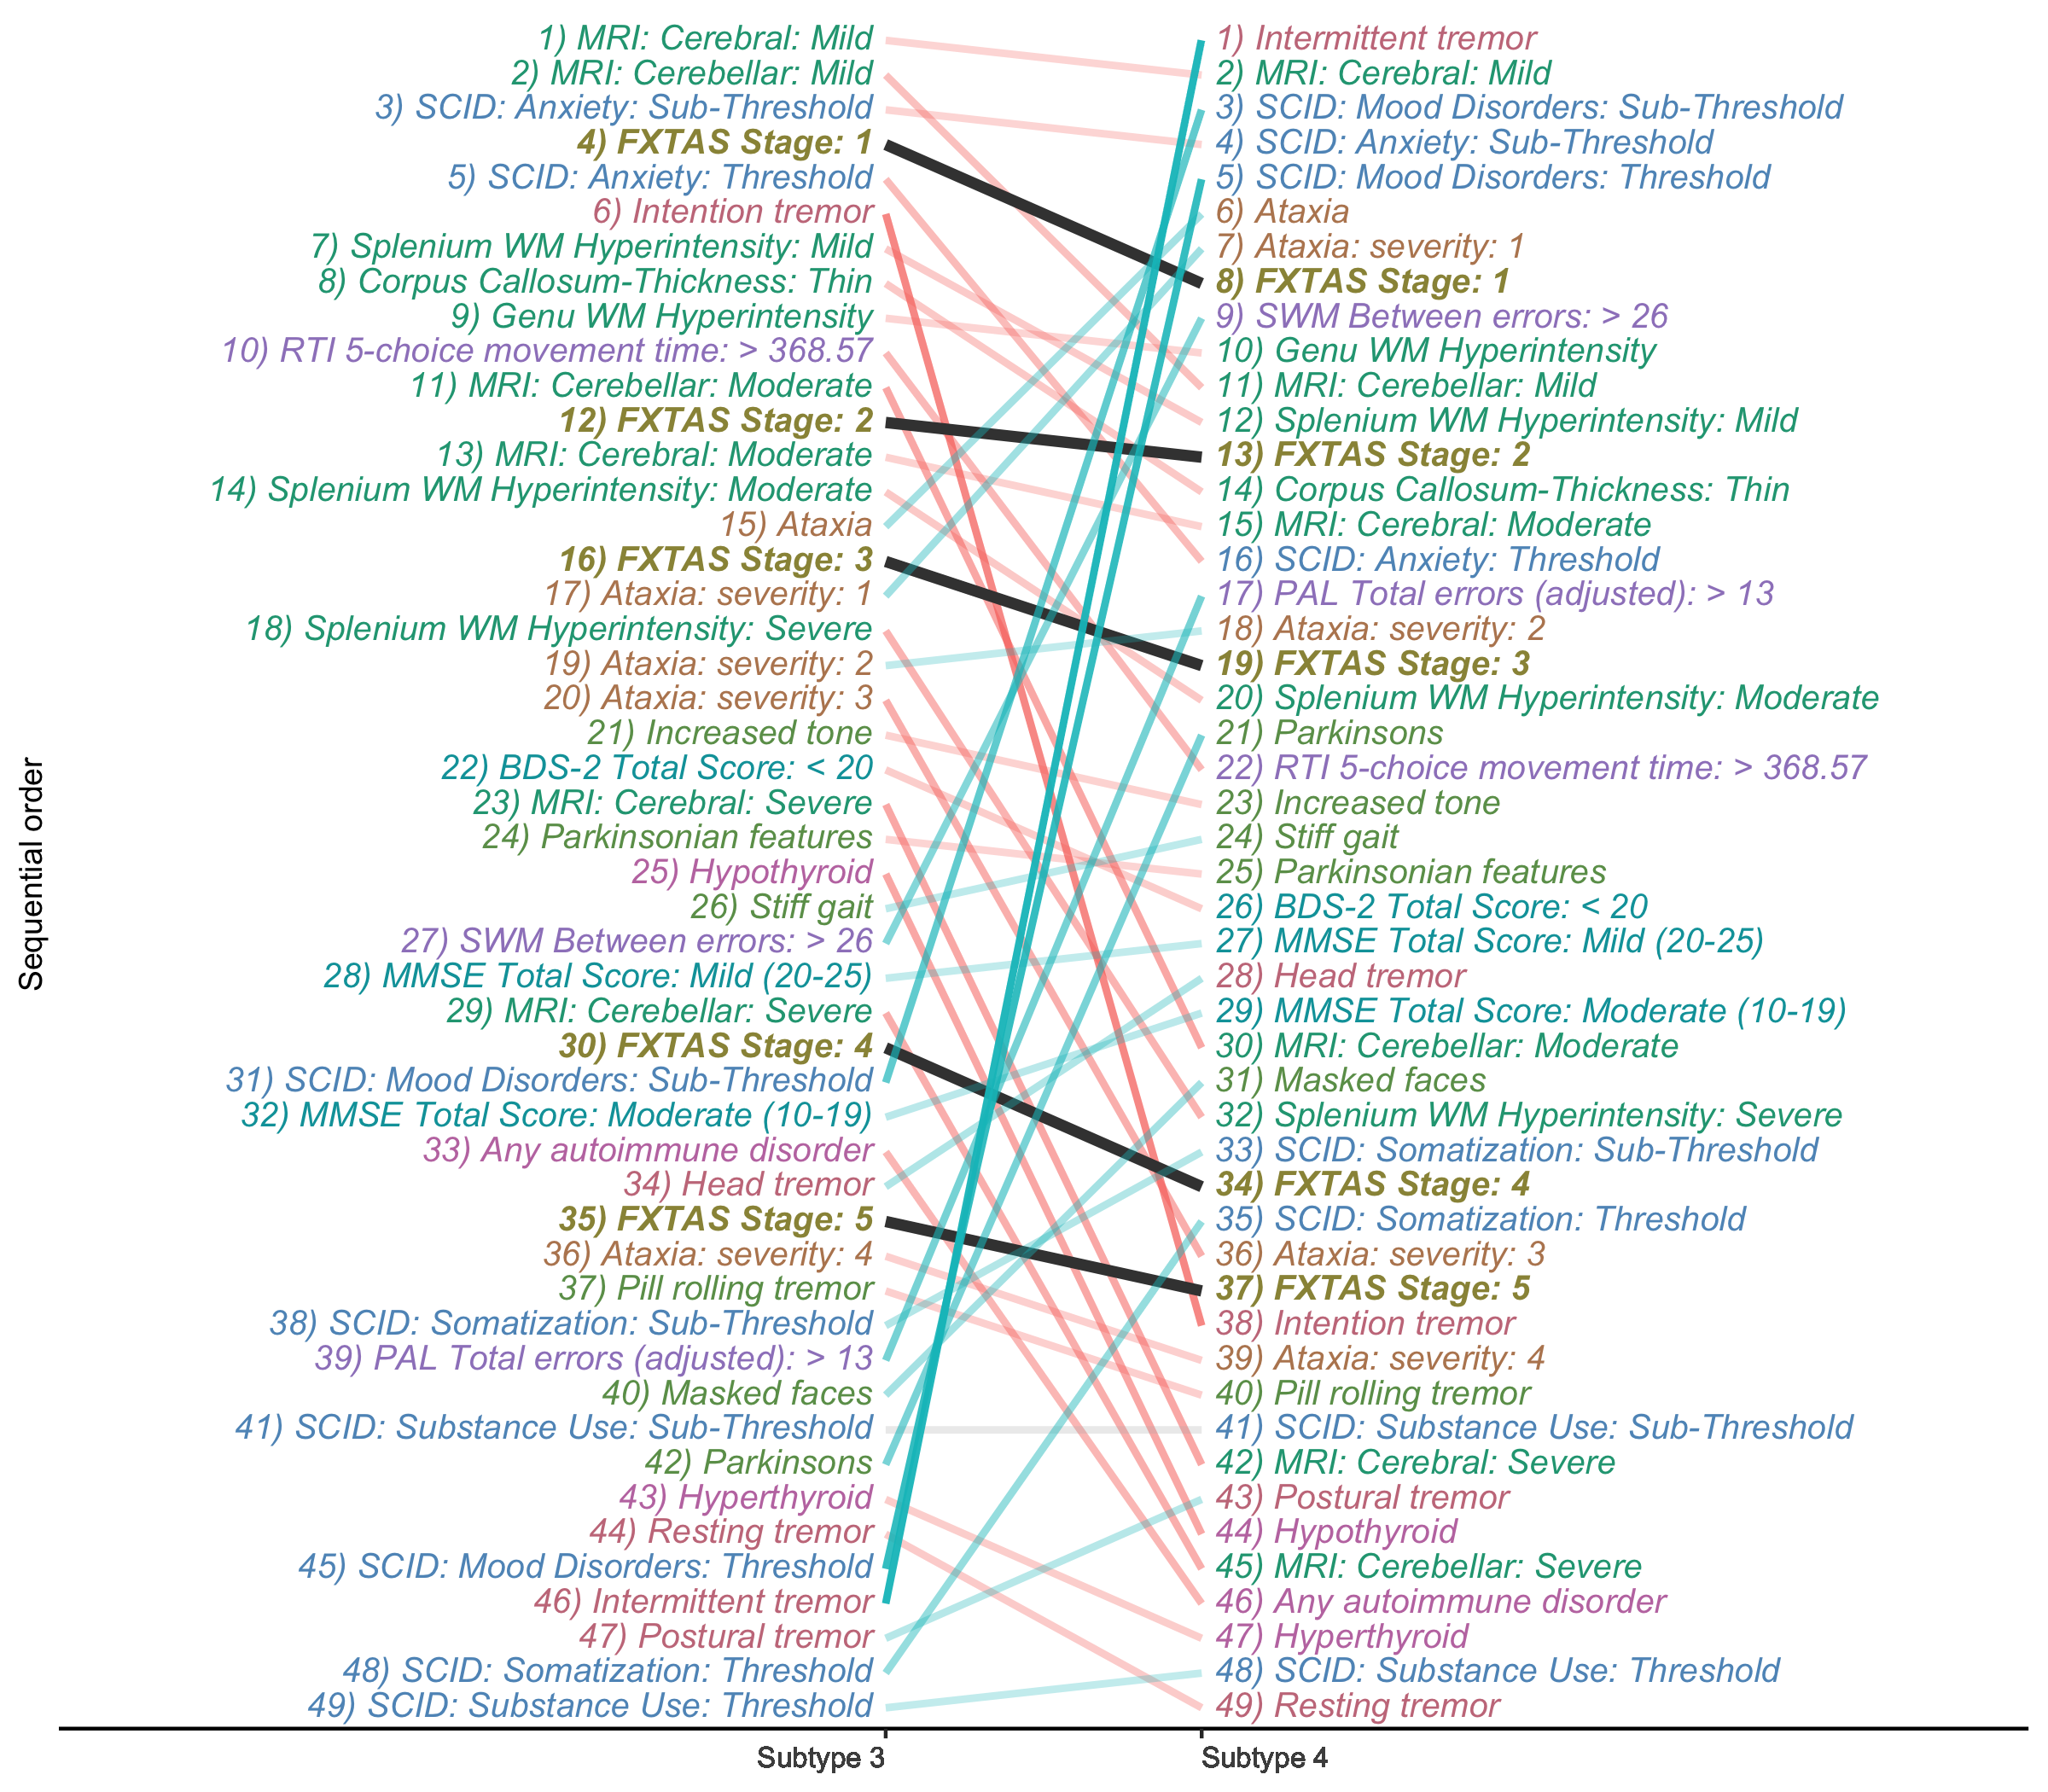 Sequential order
1) MRI: Cerebral: Mild
2) MRI: Cerebellar: Mild
3) SCID: Anxiety: Sub-Threshold
4) FXTAS Stage: 1
5) SCID: Anxiety: Threshold
6) Intention tremor
7) Splenium WM Hyperintensity: Mild
8) Corpus Callosum-Thickness: Thin
9) Genu WM Hyperintensity
10) RTI 5-choice movement time: > 368.57
11) MRI: Cerebellar: Moderate
12) FXTAS Stage: 2
13) MRI: Cerebral: Moderate
14) Splenium WM Hyperintensity: Moderate
15) Ataxia
16) FXTAS Stage: 3
17) Ataxia: severity: 1
18) Splenium WM Hyperintensity: Severe
19) Ataxia: severity: 2
20) Ataxia: severity: 3
21) Increased tone
22) BDS-2 Total Score: < 20
23) MRI: Cerebral: Severe
24) Parkinsonian features
25) Hypothyroid
26) Stiff gait
27) SWM Between errors: > 26
28) MMSE Total Score: Mild (20-25)
29) MRI: Cerebellar: Severe
30) FXTAS Stage: 4
31) SCID: Mood Disorders: Sub-Threshold
32) MMSE Total Score: Moderate (10-19)
33) Any autoimmune disorder
34) Head tremor
35) FXTAS Stage: 5
36) Ataxia: severity: 4
37) Pill rolling tremor
38) SCID: Somatization: Sub-Threshold
39) PAL Total errors (adjusted): > 13
40) Masked faces
41) SCID: Substance Use: Sub-Threshold
42) Parkinsons
43) Hyperthyroid
44) Resting tremor
45) SCID: Mood Disorders: Threshold
46) Intermittent tremor
47) Postural tremor
48) SCID: Somatization: Threshold
49) SCID: Substance Use: Threshold
1) Intermittent tremor
2) MRI: Cerebral: Mild
3) SCID: Mood Disorders: Sub-Threshold
4) SCID: Anxiety: Sub-Threshold
5) SCID: Mood Disorders: Threshold
6) Ataxia
7) Ataxia: severity: 1
8) FXTAS Stage: 1
9) SWM Between errors: > 26
10) Genu WM Hyperintensity
11) MRI: Cerebellar: Mild
12) Splenium WM Hyperintensity: Mild
13) FXTAS Stage: 2
14) Corpus Callosum-Thickness: Thin
15) MRI: Cerebral: Moderate
16) SCID: Anxiety: Threshold
17) PAL Total errors (adjusted): > 13
18) Ataxia: severity: 2
19) FXTAS Stage: 3
20) Splenium WM Hyperintensity: Moderate
21) Parkinsons
22) RTI 5-choice movement time: > 368.57
23) Increased tone
24) Stiff gait
25) Parkinsonian features
26) BDS-2 Total Score: < 20
27) MMSE Total Score: Mild (20-25)
28) Head tremor
29) MMSE Total Score: Moderate (10-19)
30) MRI: Cerebellar: Moderate
31) Masked faces
32) Splenium WM Hyperintensity: Severe
33) SCID: Somatization: Sub-Threshold
34) FXTAS Stage: 4
35) SCID: Somatization: Threshold
36) Ataxia: severity: 3
37) FXTAS Stage: 5
38) Intention tremor
39) Ataxia: severity: 4
40) Pill rolling tremor
41) SCID: Substance Use: Sub-Threshold
42) MRI: Cerebral: Severe
43) Postural tremor
44) Hypothyroid
45) MRI: Cerebellar: Severe
46) Any autoimmune disorder
47) Hyperthyroid
48) SCID: Substance Use: Threshold
49) Resting tremor
Subtype 3
Subtype 4